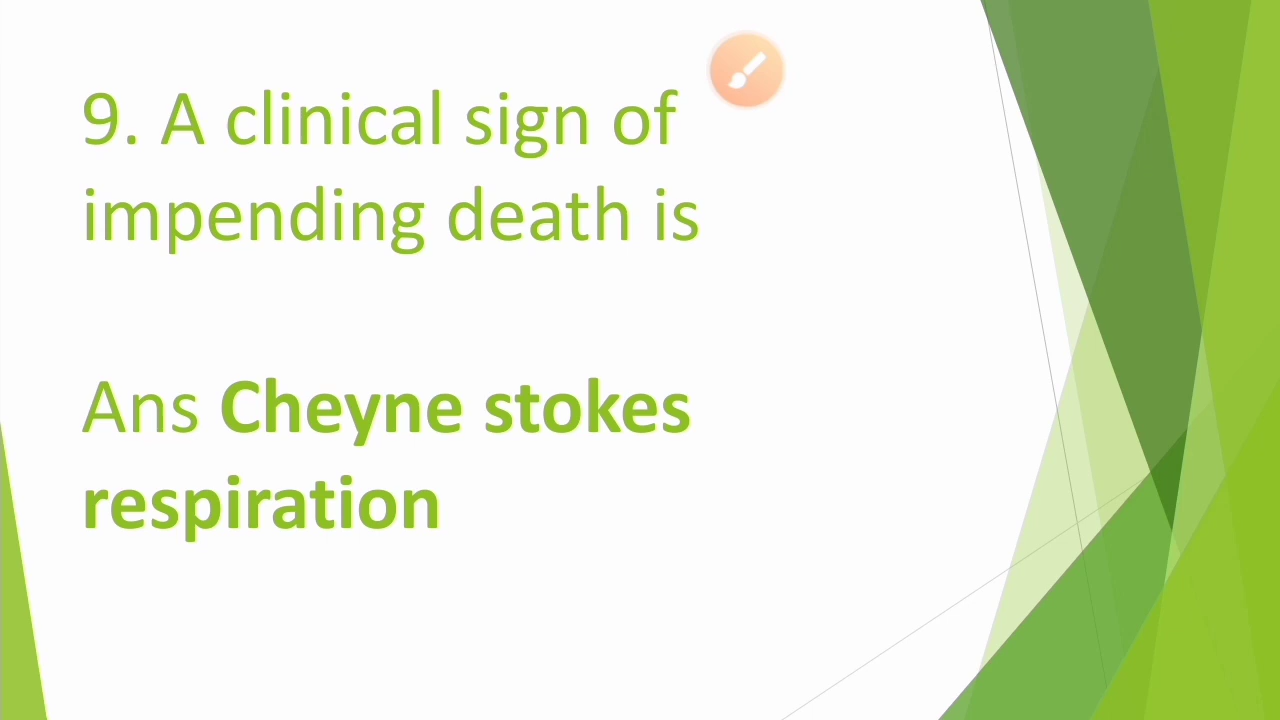 9. A clinical sign of
impending death is
Ans Cheyne stokes
respiration